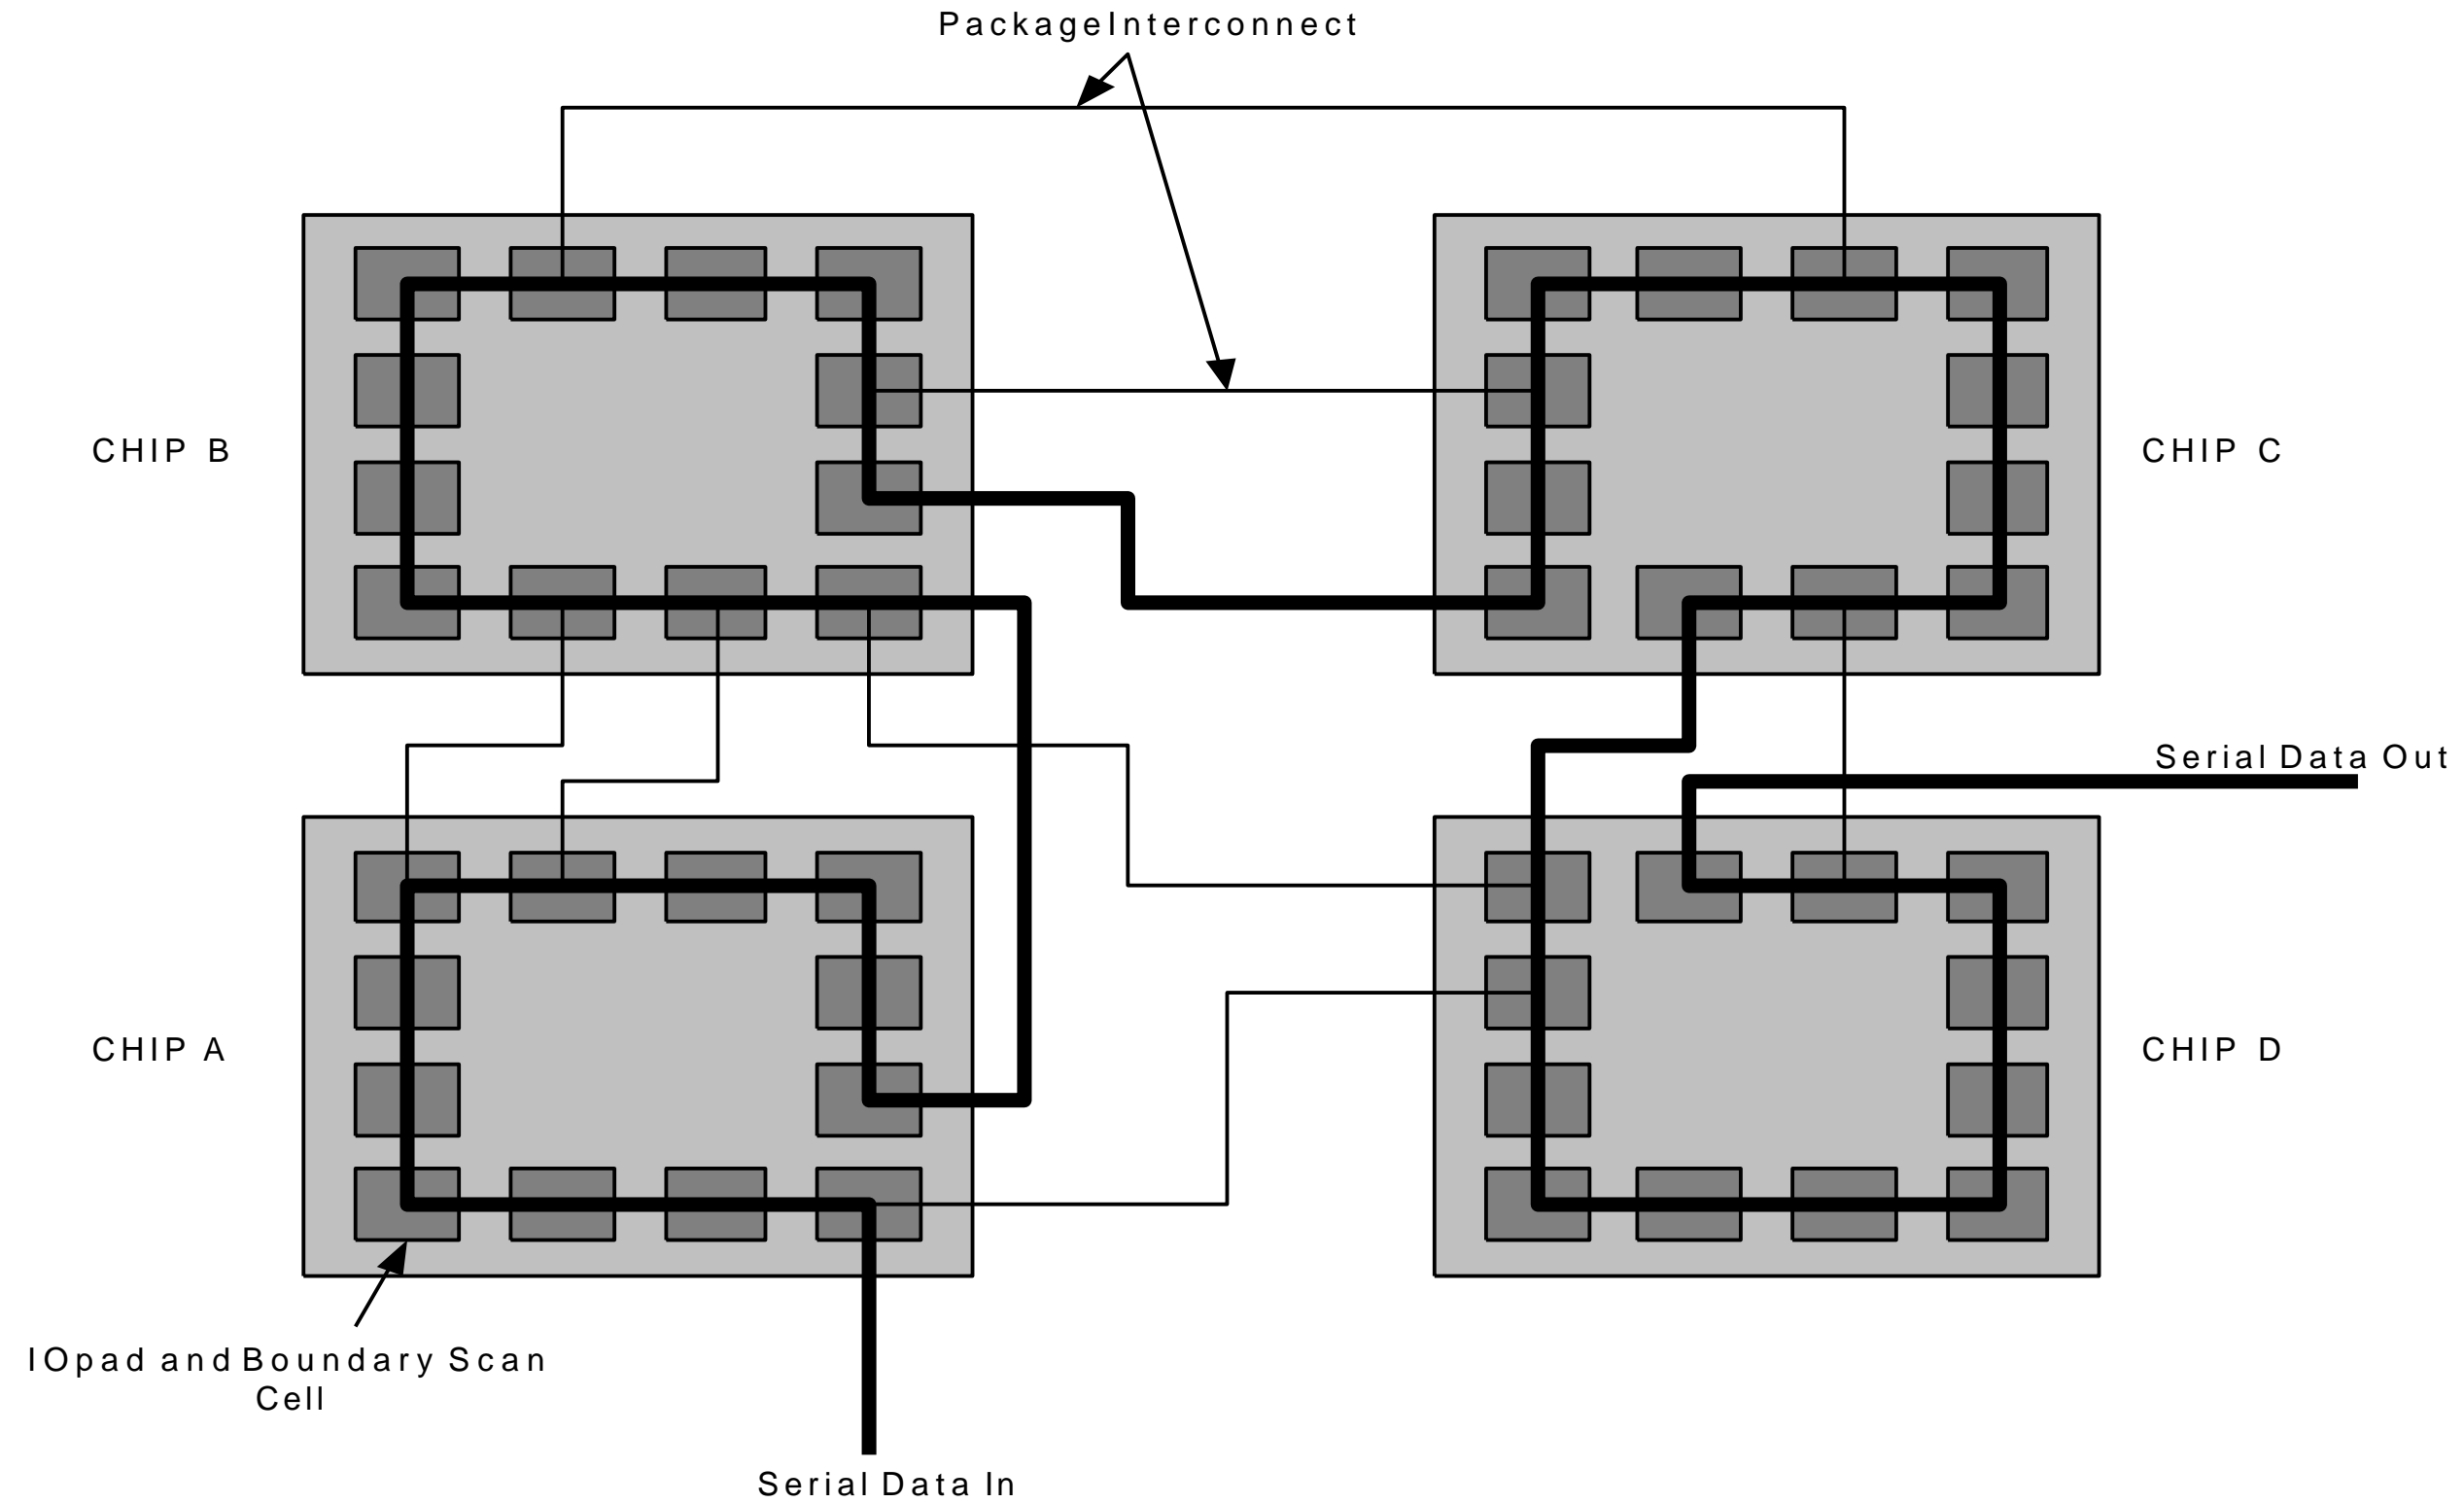 PackageInterconnect
CHIP B
CHIP C
Serial Data Out
CHIP A
CHIP D
IOpad and Boundary Scan
Cell
Serial Data In